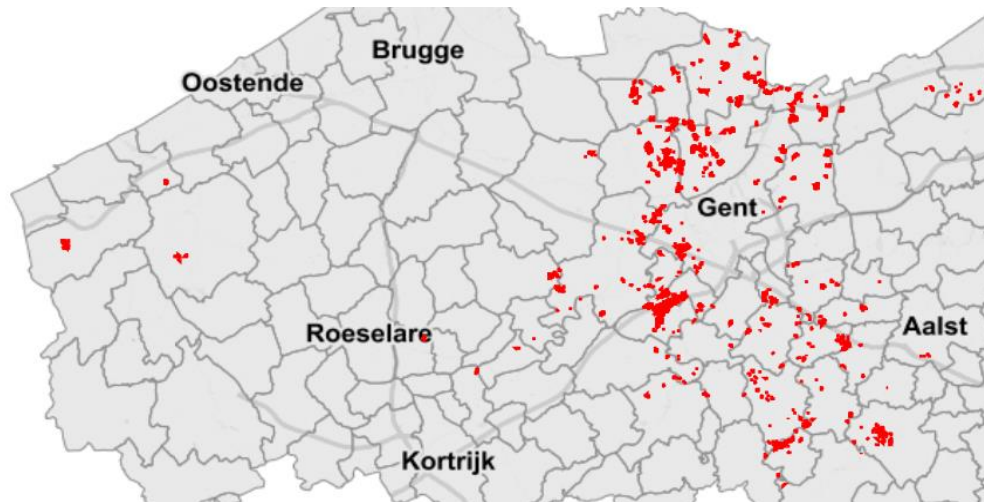 Brugge
Oostende
Gent
Roeselare
Aalst
Kortrijk